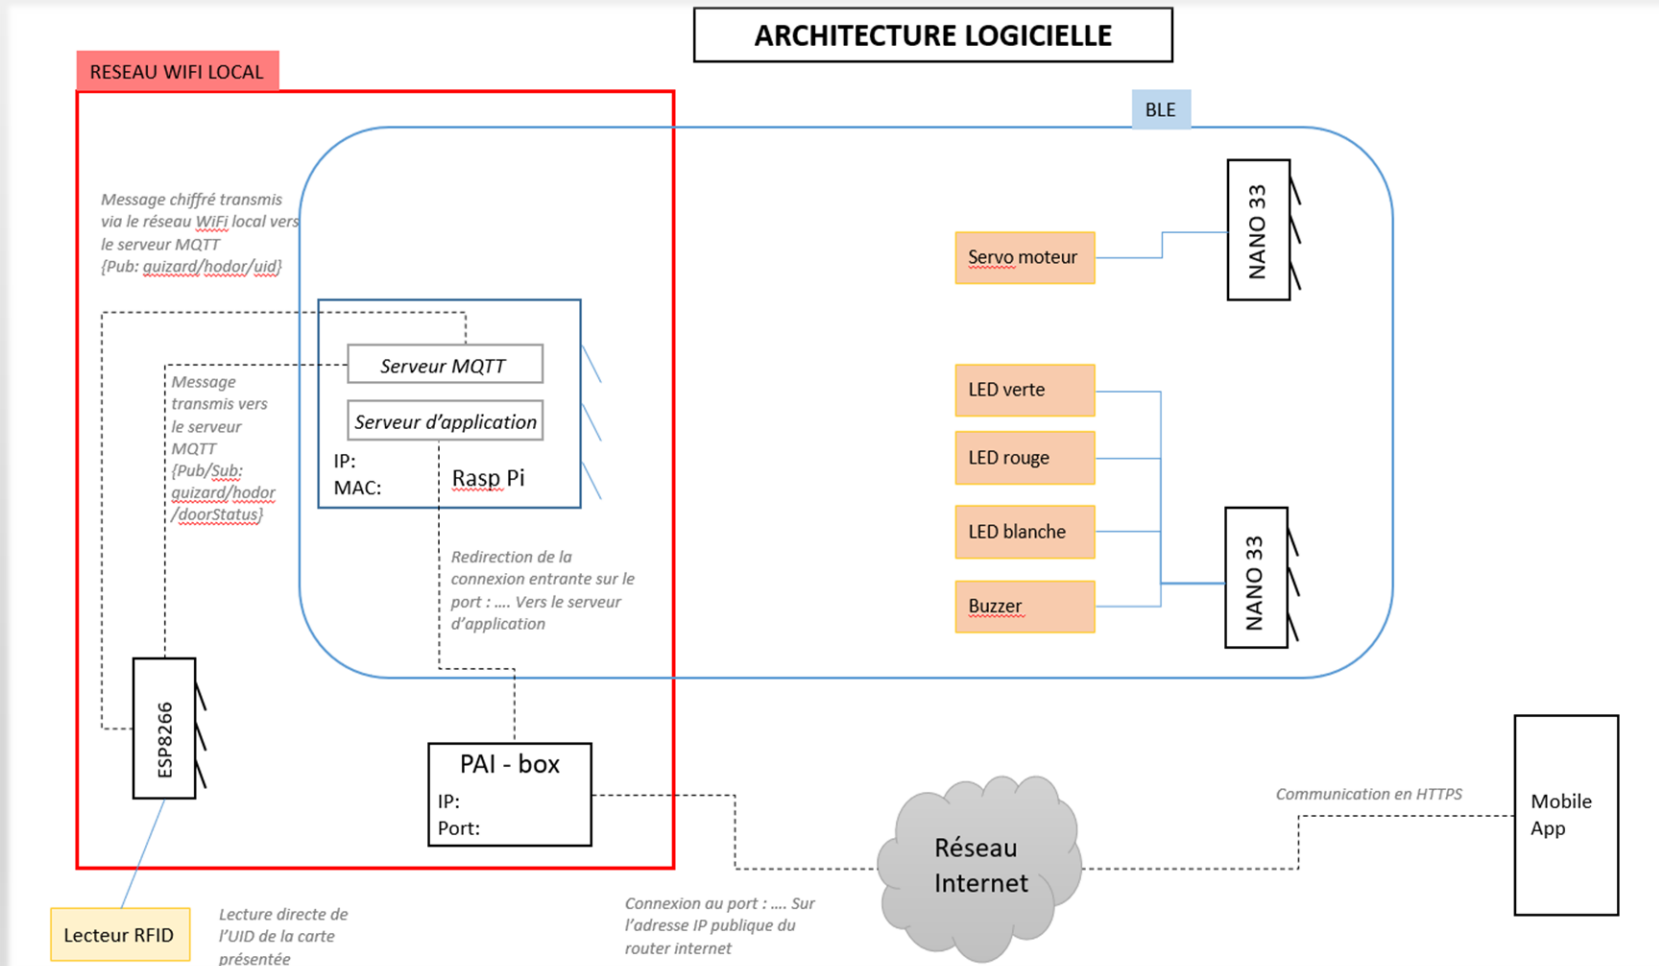 ARCHITECTURE LOGICIELLE
RESEAU WIFI LOCAL
BLE
Message chiffré transmis
via le réseau WiFi local vers
le serveur MQTT
{Pub: guizard/hodor/uid}
NANO 33
Servo moteur
Serveur MQTT
Message
transmis vers
le serveur
MQTT
{Pub/Sub:
guizard/hodor
/doorStatus}
Serveur d’application
IP:
MAC:
Rasp Pi
LED verte
LED rouge
LED blanche
Buzzer
NANO 33
Redirection de la
connexion entrante sur le
port : .... Vers le serveur
d’application
ESP8266
PAI - box
IP:
Port:
Réseau
Internet
Communication en HTTPS
Mobile
App
Lecteur RFID
Lecture directe de
l’UID de la carte
présentée
Connexion au port : .... Sur
l’adresse IP publique du
router internet